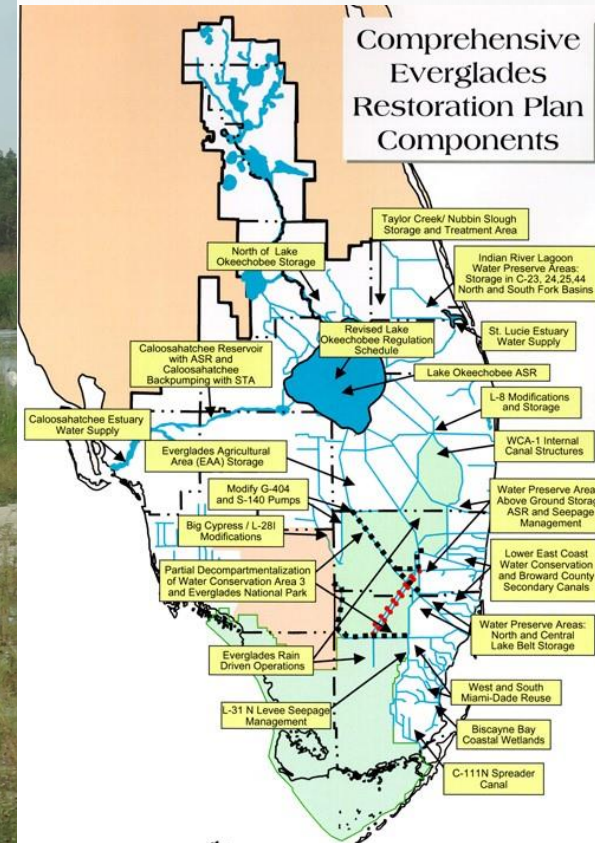 Comprehensive
Everglades
Restoration Plan
Components
Taylor Creek/ Nubbin Slough
Storage and Treatment Area
North of Lake
Okeechobee Storage
Indian River Lagoon
Water Preserve Areas:
Storage in C-23, 24,25,44
North and South Fork Basins
Revised Lake
Okeechobee Regulation
Schedule
St. Lucie Estuary
Water Supply
Caloosahatchee Reservoir
with ASR and
Caloosahatchee
Backpumping with STA
Lake Okeechobee ASR
L-8 Modifications
and Storage
Caloosahatchee Estuary
Water Supply
WCA-1 Internal
Canal Structures
Everglades Agricultural
Area (EAA) Storage
Modify G-404
and S-140 Pumps
Water Preserve Areas
Above Ground Storage
ASR and Seepage
Management
Big Cypress / L-28I
Modifications
Lower East Coast
Water Conservation
and Broward County
Secondary Canals
Partial Decompartmentalization
of Water Conservation Area 3
and Everglades National Park
Water Preserve Areas:
North and Central
Lake Belt Storage
Everglades Rain
Driven Operations
West and South
Miami-Dade Reuse
L-31 N Levee Seepage
Management
Biscayne Bay
Coastal Wetlands
C-111N Spreader
Canal